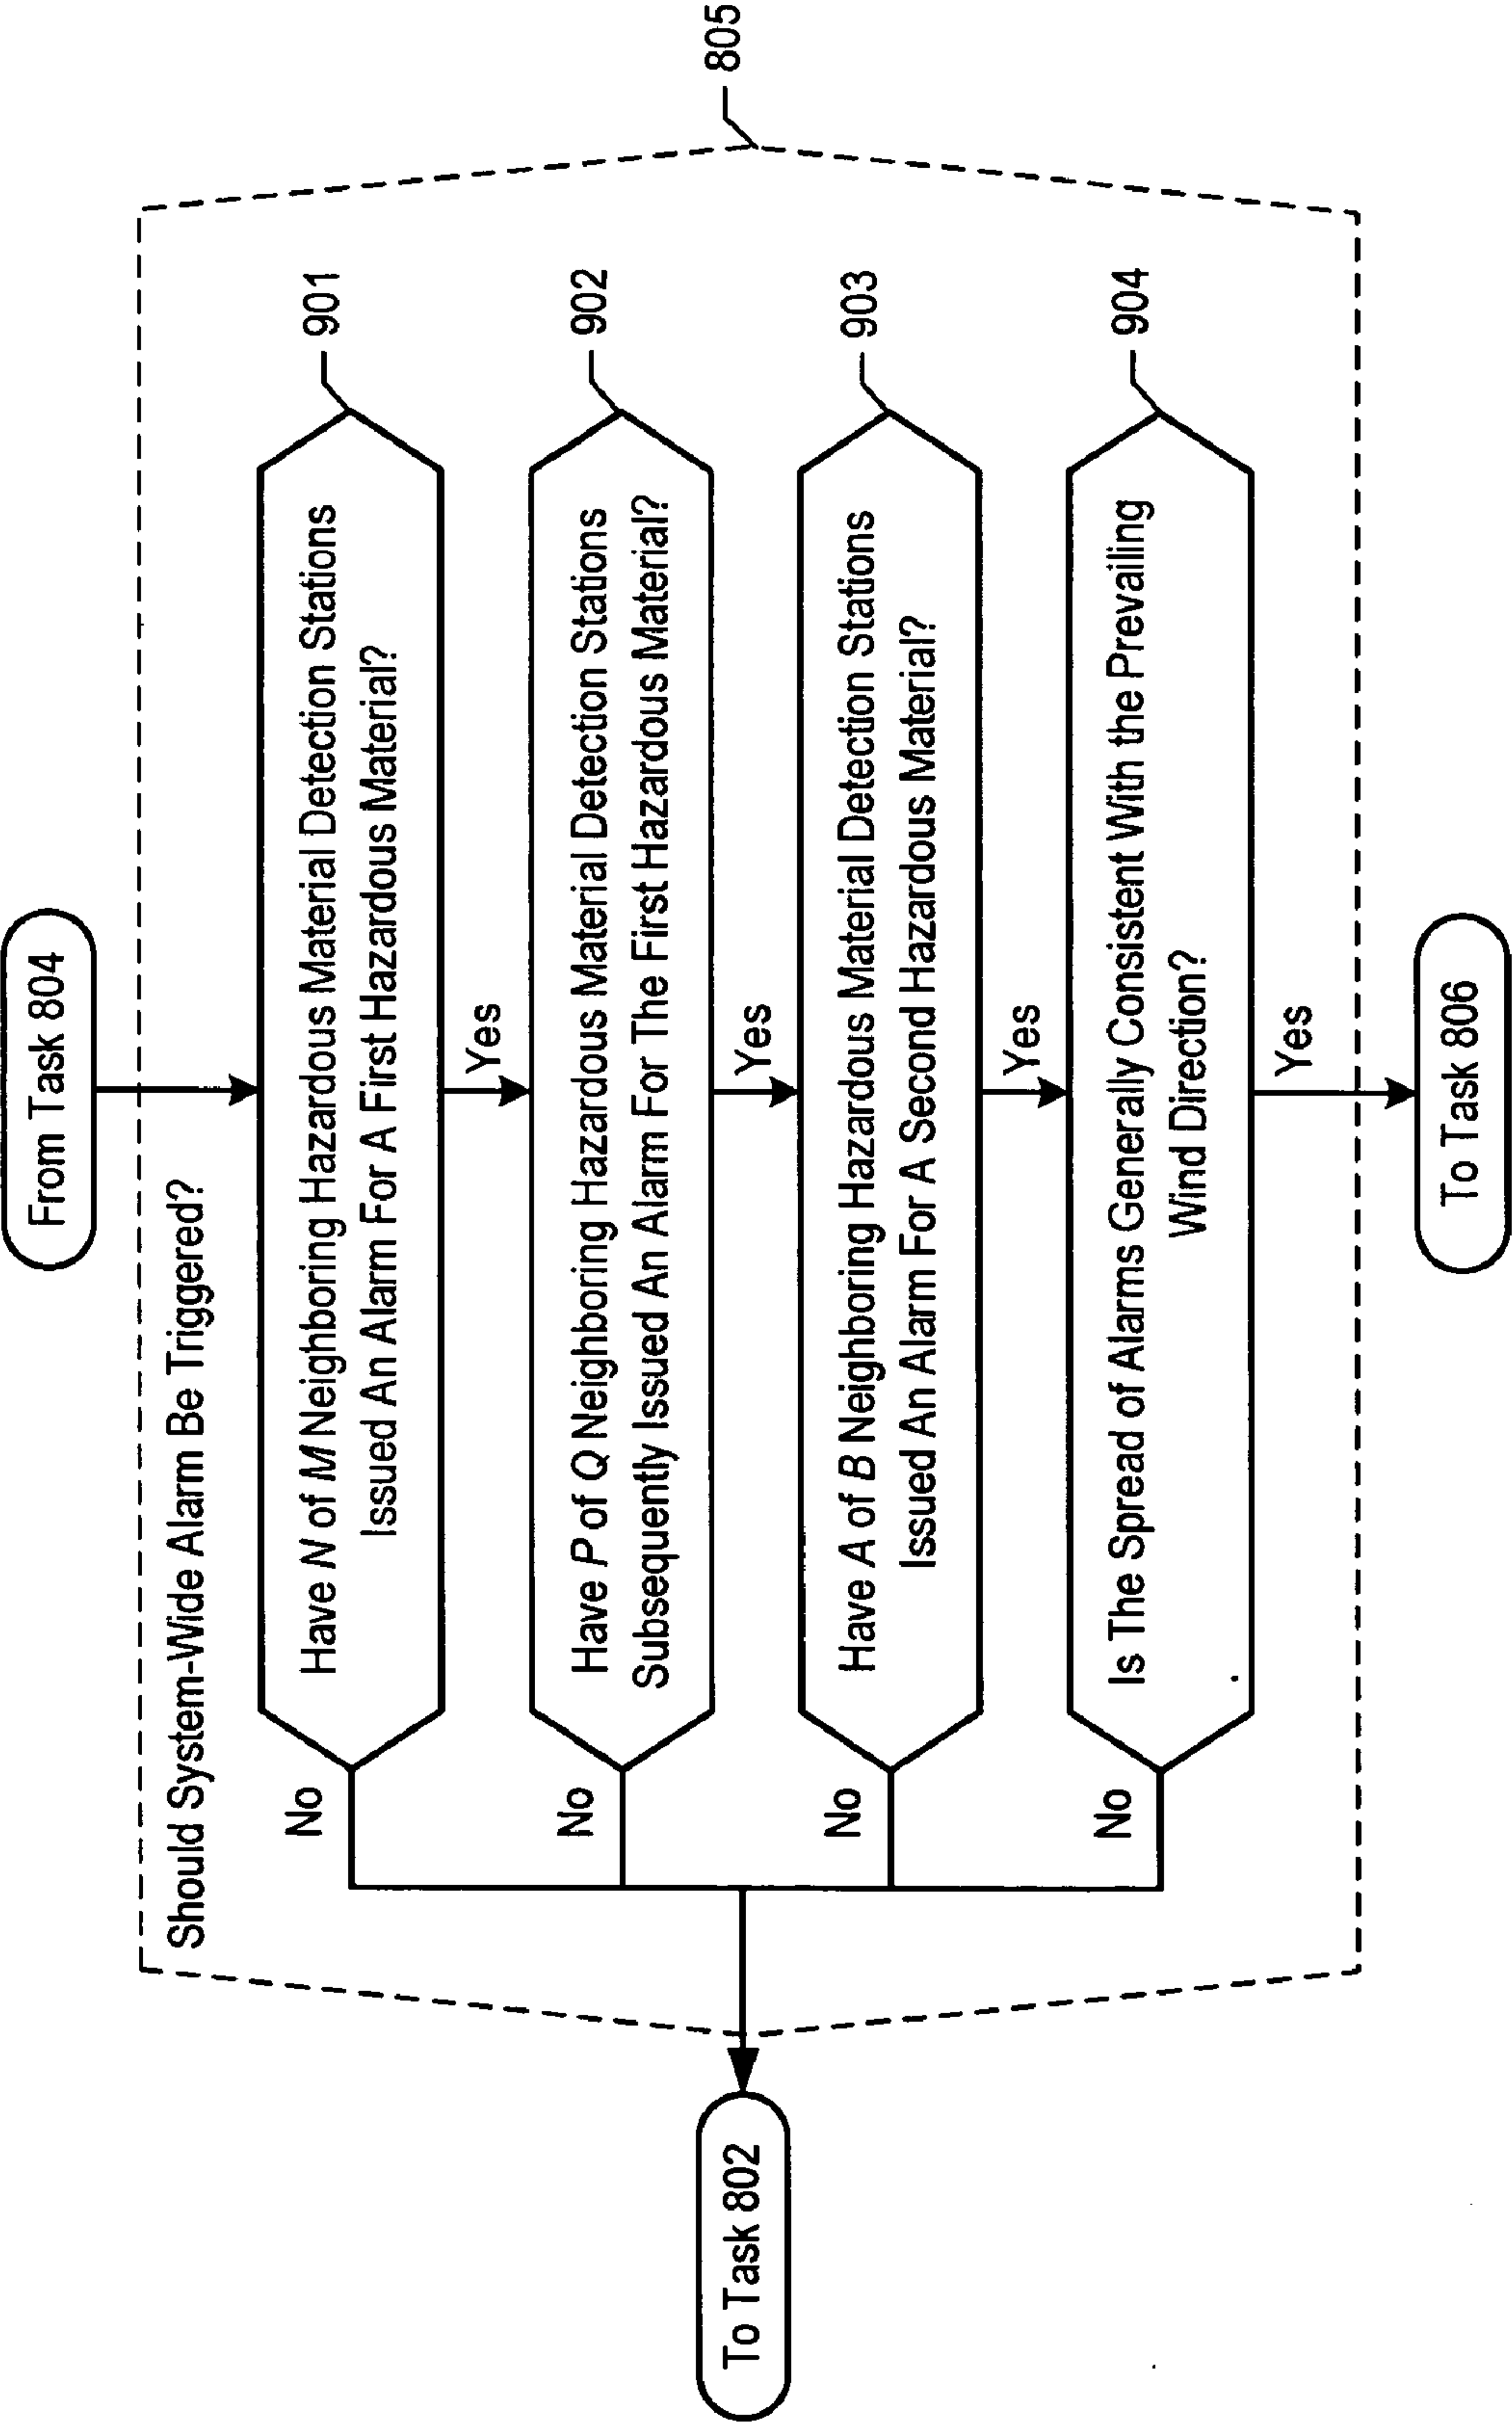 From Task 804
Should System-Wide Alarm Be Triggered?
805
Have N of M Neighboring Hazardous Material Detection Stations
Issued An Alarm For A First Hazardous Material?
901
No
Yes
Have P of Q Neighboring Hazardous Material Detection Stations
Subsequently Issued An Alarm For The First Hazardous Material?
902
No
Yes
Have A of B Neighboring Hazardous Material Detection Stations
Issued An Alarm For A Second Hazardous Material?
903
No
Yes
Is The Spread of Alarms Generally Consistent With the Prevailing
Wind Direction?
904
No
Yes
To Task 802
To Task 806